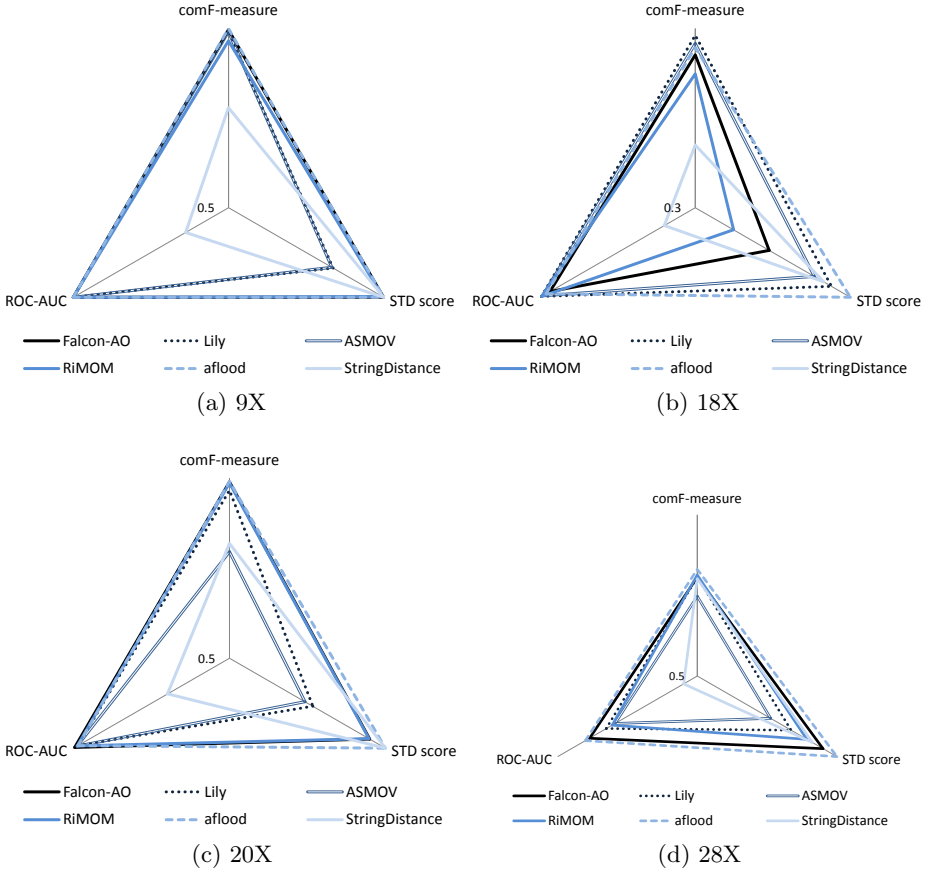 comF-measure
0.5
ROC-AUC
STD score
Falcon-AO Lily ASMOV
RiMOM aflood StringDistance
(a) 9X
comF-measure
0.3
ROC-AUC
STD score
Falcon-AO Lily ASMOV
RiMOM aflood StringDistance
(b) 18X
comF-measure
0.5
ROC-AUC
STD score
Falcon-AO Lily ASMOV
RiMOM aflood StringDistance
(c) 20X
comF-measure
0.5
ROC-AUC
STD score
Falcon-AO Lily ASMOV
RiMOM aflood StringDistance
(d) 28X